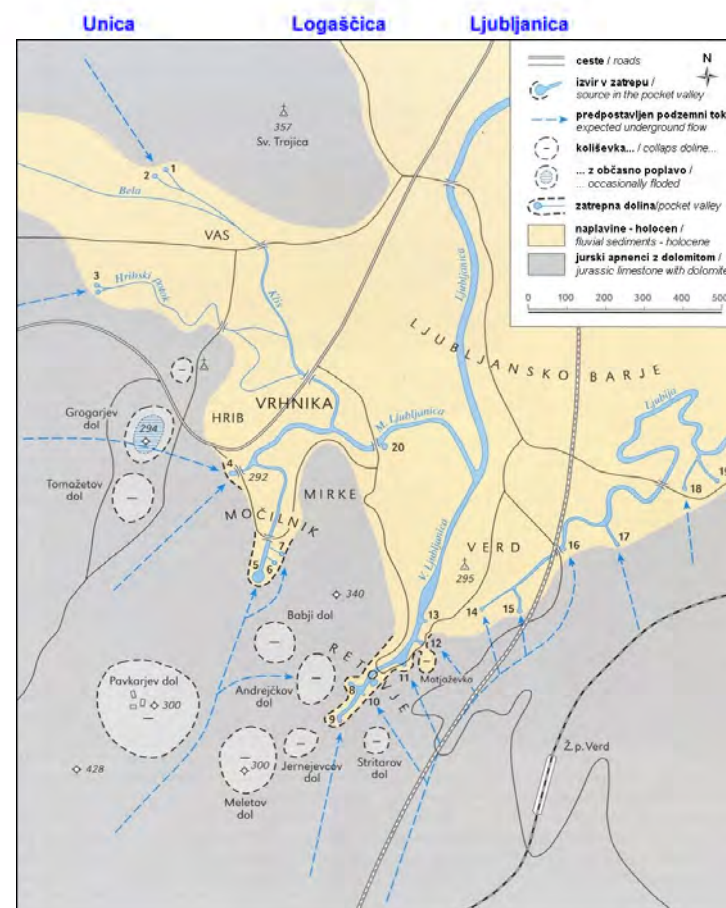 Unica Logaščica Ljubljanica
ceste / roads
N
izvir v zatrepu /
source in the pocket valley
predpostavljen podzemni tok
expected underground flow
koliševka... / collaps doline...
... z občasno poplavo /
... occasionally floded
zatrepna dolina/pocket valley
naplavine - holocen /
fluvial sediments - holocene
jurski apnenci z dolomitom /
jurassic limestone with dolomite
0 100 200 300 400 500
357
Sv. Trojica
1
2
Bela
VAS
3
Hribski potok
Klis
Ljubljanica
Ljubljanica
LJUBLJANSKO BARJE
Ljubija
Grogarjev
dol
294
HRIB
VRHNIKA
M. Ljubljanica
20
Tomažetov
dol
4
292
MIRKE
18
19
MOČILNIK
7
5
6
V. Ljubljanica
VERD
16
17
295
340
14
15
Babji dol
13
12
RETOVJE
11
Matjaževka
Pavkarjev dol
300
Andrejčkov
dol
8
10
9
428
300
Jernejevcov
dol
Stritarov
dol
Meletov
dol
Ž.p. Verd